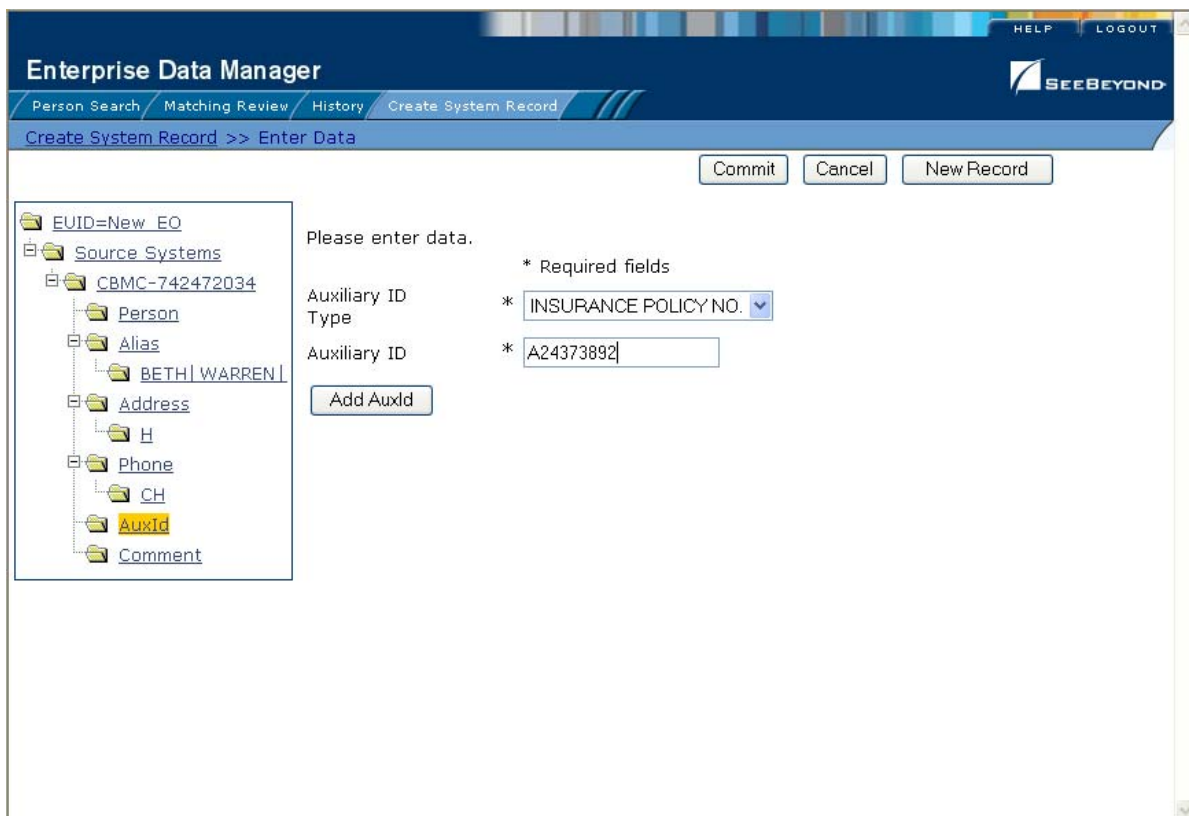 HELP LOGOUT
Enterprise Data Manager
SEEBEYOND
Person Search Matching Review History Create System Record
Create System Record >> Enter Data
Commit Cancel New Record
EUID=New EO
Source Systems
CBMC-742472034
Person
Alias
BETH| WARREN|
Address
H
Phone
CH
AuxId
Comment
Please enter data.
* Required fields
Auxiliary ID
Type
* INSURANCE POLICY NO.
Auxiliary ID * A24373892
Add AuxId